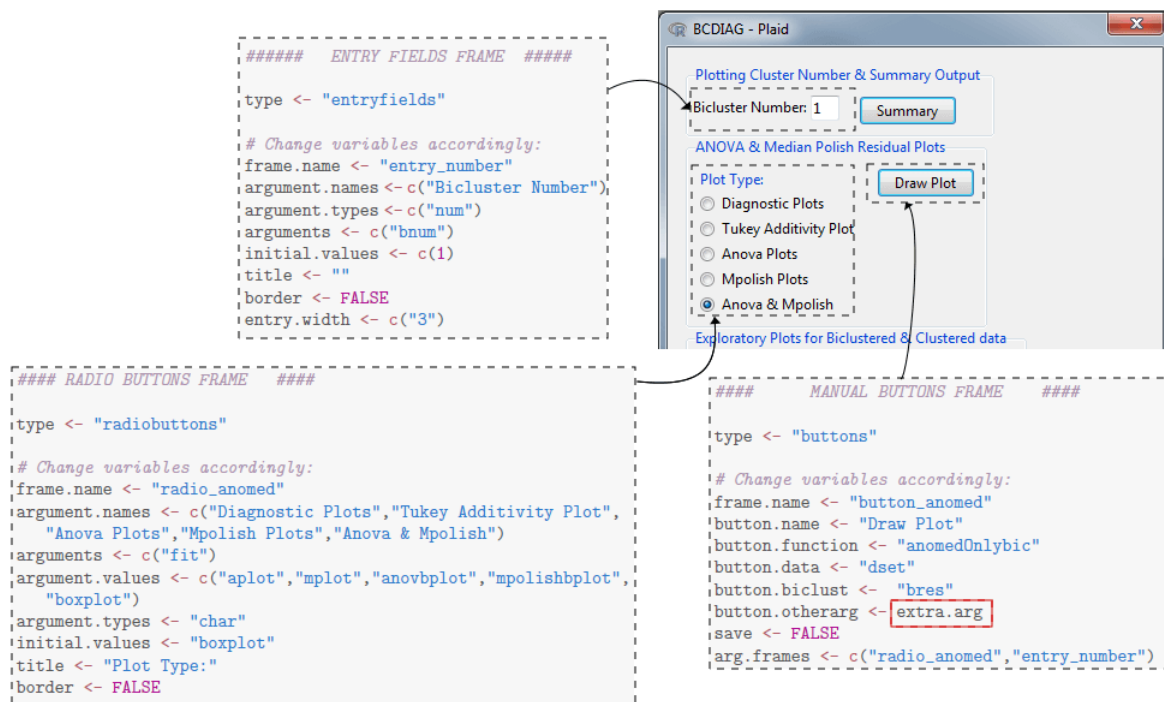 ######   ENTRY FIELDS FRAME  #####
type <- "entryfields"
# Change variables accordingly:
frame.name <- "entry_number"
argument.names <- c("Bicluster Number")
argument.types <- c("num")
arguments <- c("bnum")
initial.values <- c(1)
title <- ""
border <- FALSE
entry.width <- c("3")
BCDIAG - Plaid
Plotting Cluster Number & Summary Output
Bicluster Number: 1 Summary
ANOVA & Median Polish Residual Plots
Plot Type:
Draw Plot
Diagnostic Plots
Tukey Additivity Plot
Anova Plots
Mpolish Plots
Anova & Mpolish
Exploratory Plots for Biclustered & Clustered data
#### RADIO BUTTONS FRAME   ####
type <- "radiobuttons"
# Change variables accordingly:
frame.name <- "radio_anomed"
argument.names <- c("Diagnostic Plots","Tukey Additivity Plot",
"Anova Plots","Mpolish Plots","Anova & Mpolish")
arguments <- c("fit")
argument.values <- c("aplot","mplot","anovbplot","mpolishbplot",
"boxplot")
argument.types <- "char"
initial.values <- "boxplot"
title <- "Plot Type:"
border <- FALSE
####     MANUAL BUTTONS FRAME    ####
type <- "buttons"
# Change variables accordingly:
frame.name <- "button_anomed"
button.name <- "Draw Plot"
button.function <- "anomedOnlybic"
button.data <- "dset"
button.biclust <-  "bres"
button.otherarg <- extra.arg
save <- FALSE
arg.frames <- c("radio_anomed","entry_number")